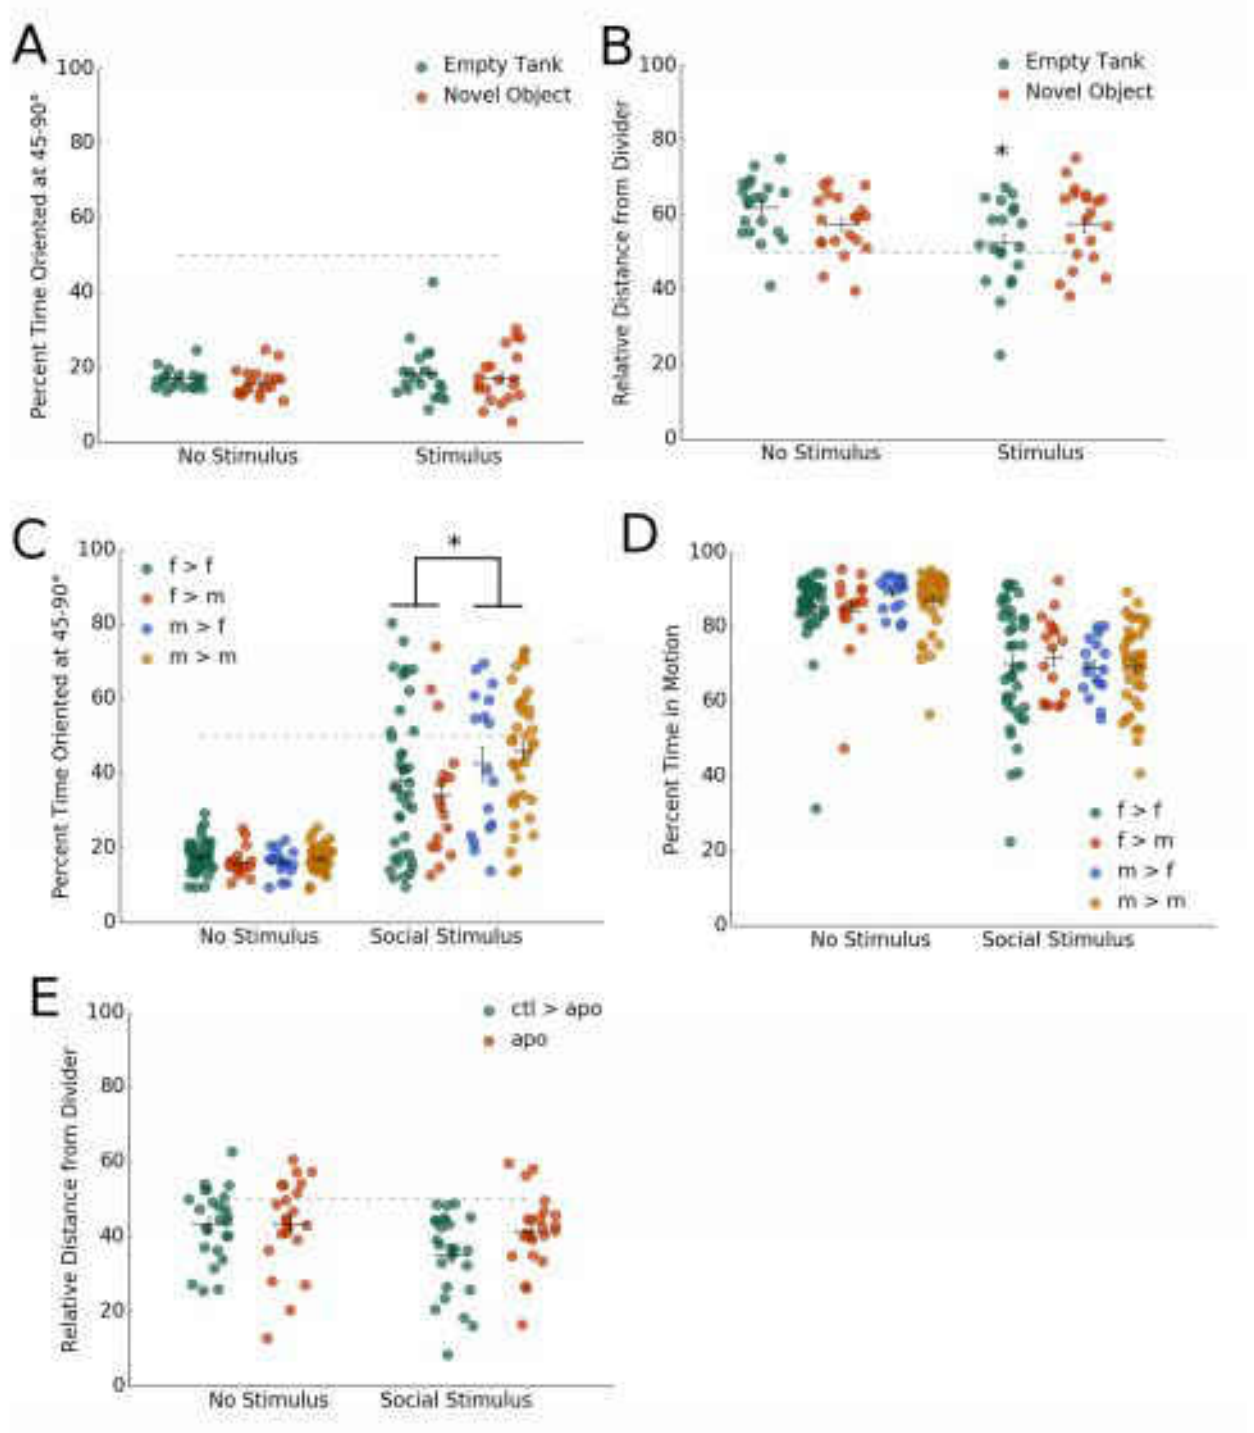 A
Percent Time Oriented at 45-90°
100
80
60
40
20
0
Empty Tank
Novel Object
No Stimulus
Stimulus
B
Relative Distance from Divider
100
80
60
40
20
0
Empty Tank
Novel Object
*
No Stimulus
Stimulus
C
Percent Time Oriented at 45-90°
100
80
60
40
20
0
f > f
f > m
m > f
m > m
*
No Stimulus
Social Stimulus
D
Percent Time in Motion
100
80
60
40
20
0
f > f
f > m
m > f
m > m
No Stimulus
Social Stimulus
E
Relative Distance from Divider
100
80
60
40
20
0
ctl > apo
apo
No Stimulus
Social Stimulus